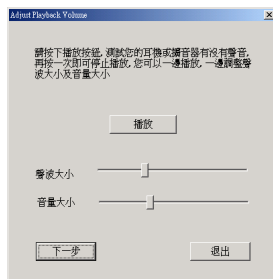 Adjust Playback Volume
請按下播放按鈕, 測試您的耳機或擴音器有沒有聲音,
再按一次即可停止播放, 您可以一邊播放, 一邊調整聲
波大小及音量大小
播放
聲波大小
音量大小
下一步
退出